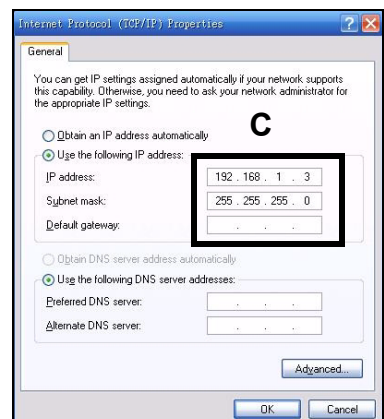 Internet Protocol (TCP/IP) Properties
General
You can get IP settings assigned automatically if your network supports
this capability. Otherwise, you need to ask your network administrator for
the appropriate IP settings.
C
Obtain an IP address automatically
Use the following IP address:
IP address: 192 . 168 . 1 . 3
Subnet mask: 255 . 255 . 255 . 0
Default gateway: . . .
Obtain DNS server address automatically
Use the following DNS server addresses:
Preferred DNS server: . . .
Alternate DNS server: . . .
Advanced...
OK Cancel